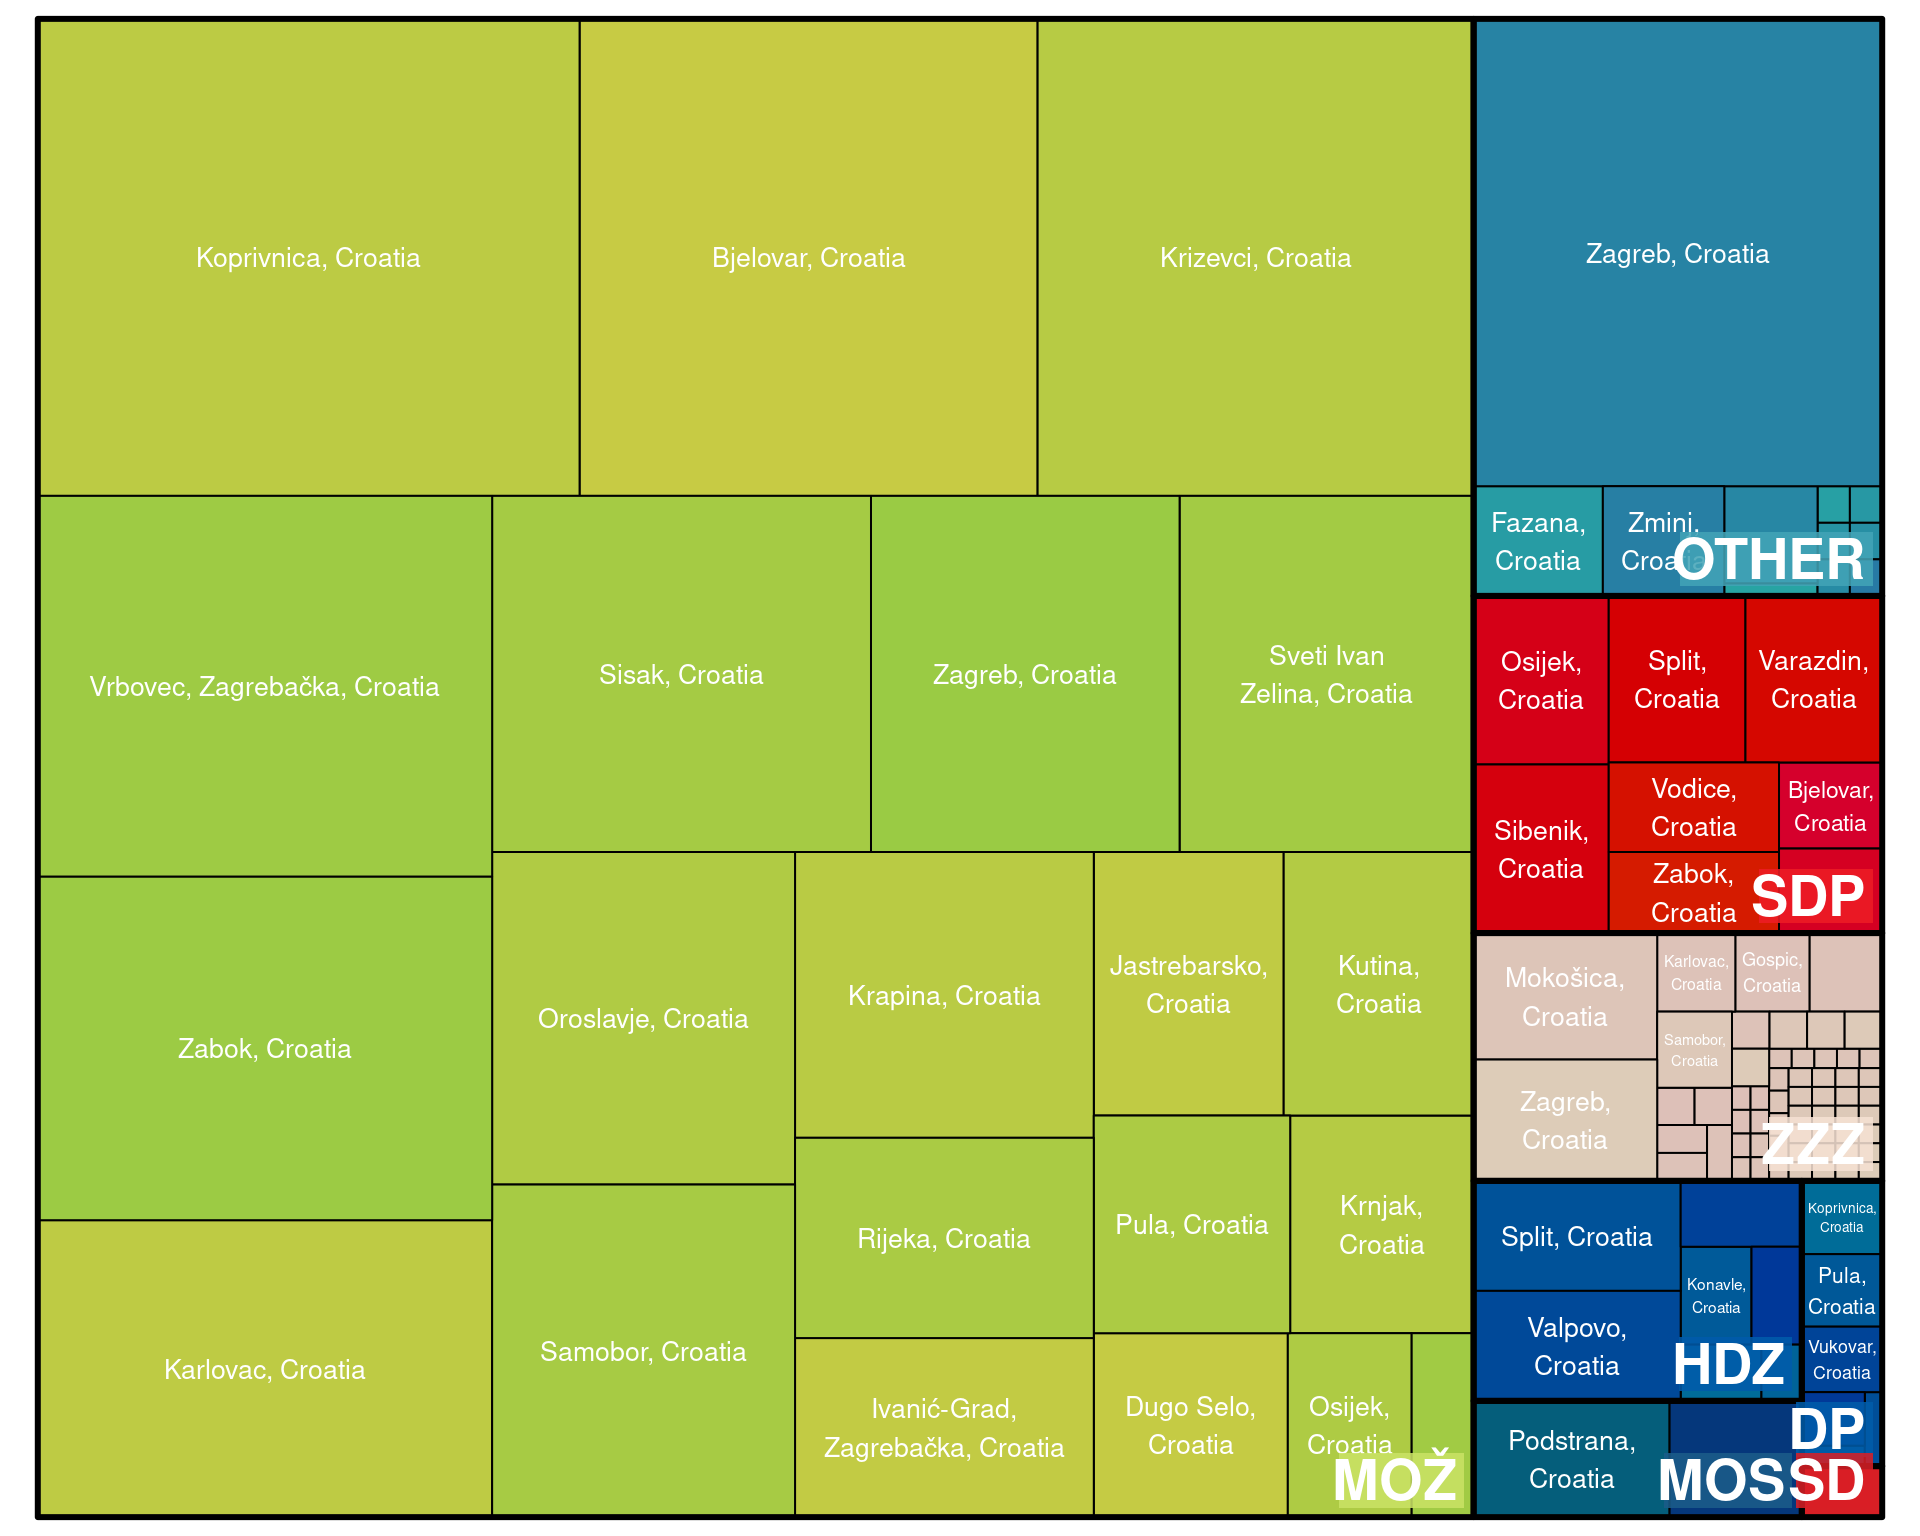 Koprivnica, Croatia
Bjelovar, Croatia
Krizevci, Croatia
Vrbovec, Zagrebačka, Croatia
Sisak, Croatia
Zagreb, Croatia
Sveti Ivan
Zelina, Croatia
Zabok, Croatia
Oroslavje, Croatia
Krapina, Croatia
Jastrebarsko,
Croatia
Kutina,
Croatia
Karlovac, Croatia
Samobor, Croatia
Rijeka, Croatia
Pula, Croatia
Krnjak,
Croatia
Ivanić-Grad,
Zagrebačka, Croatia
Dugo Selo,
Croatia
Osijek,
Croatia
MOŽ
Zagreb, Croatia
Fazana,
Croatia
Zmini,
Croatia
OTHER
Osijek,
Croatia
Split,
Croatia
Varazdin,
Croatia
Sibenik,
Croatia
Vodice,
Croatia
Bjelovar,
Croatia
Zabok,
Croatia
SDP
Mokošica,
Croatia
Karlovac,
Croatia
Gospic,
Croatia
Samobor,
Croatia
Zagreb,
Croatia
ZZZ
Split, Croatia
Valpovo,
Croatia
Konavle,
Croatia
HDZ
Koprivnica,
Croatia
Pula,
Croatia
Vukovar,
Croatia
DP
Podstrana,
Croatia
MOS
SD